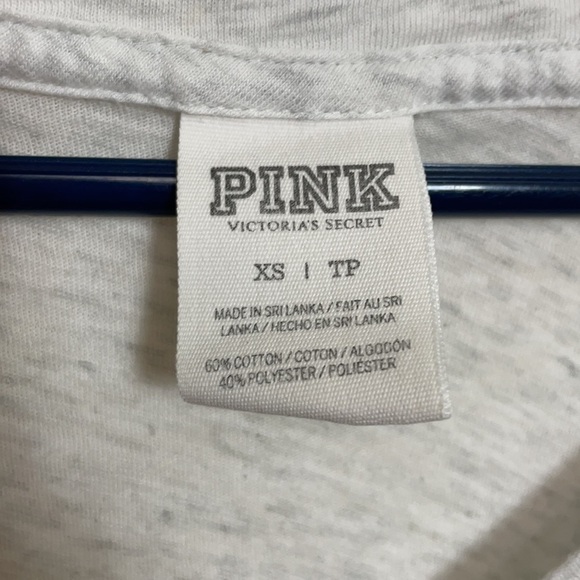 PINK
VICTORIA'S SECRET
XS | TP
MADE IN SRI LANKA / FAIT AU SRI
LANKA / HECHO EN SRI LANKA
60% COTTON / COTON / ALGODÓN
40% POLYESTER / POLIÉSTER